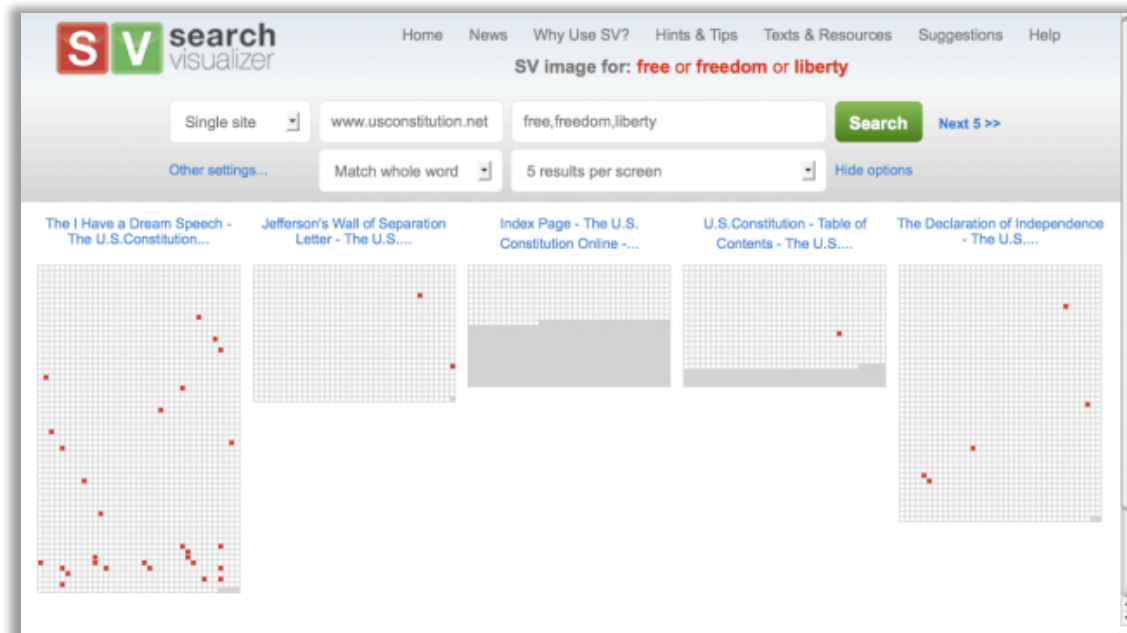 SV search
visualizer
Home News Why Use SV? Hints & Tips Texts & Resources Suggestions Help
SV image for: free or freedom or liberty
Single site www.usconstitution.net free,freedom,liberty Search Next 5 >>
Other settings... Match whole word 5 results per screen Hide options
The I Have a Dream Speech -
The U.S.Constitution...
Jefferson's Wall of Separation
Letter - The U.S....
Index Page - The U.S.
Constitution Online -...
U.S.Constitution - Table of
Contents - The U.S....
The Declaration of Independence
- The U.S....